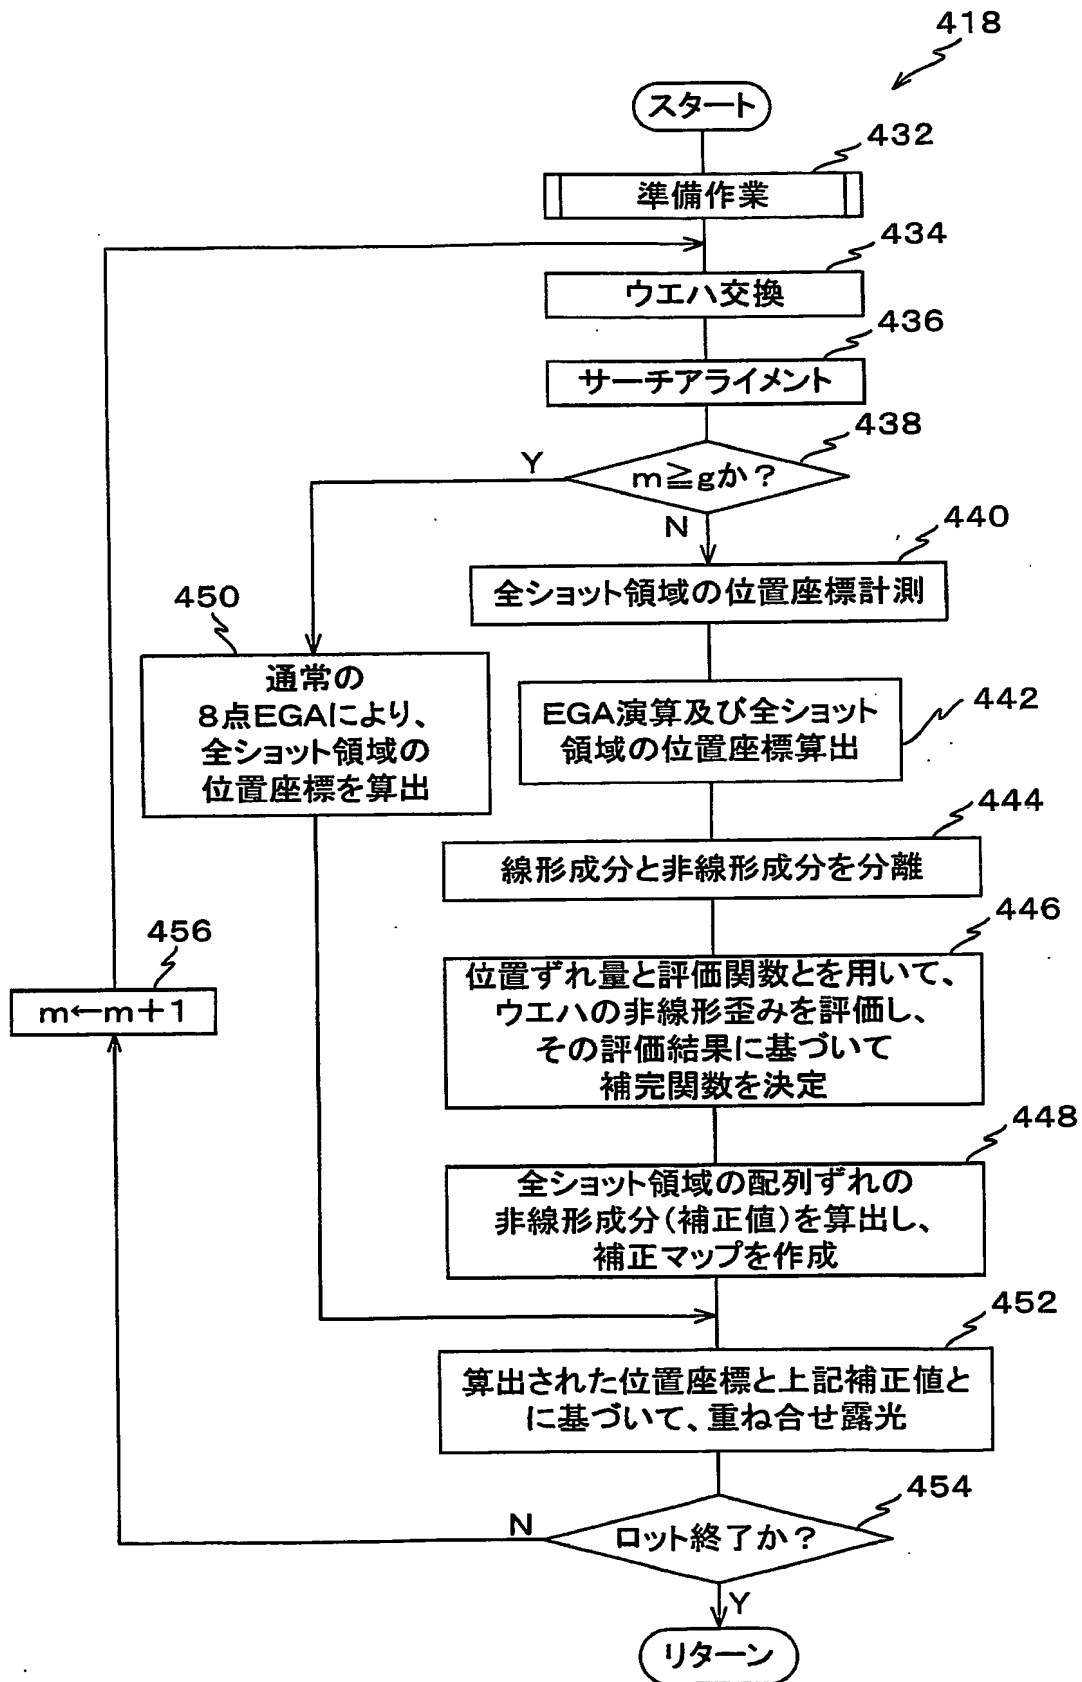 418
スタート
432
準備作業
434
ウエハ交換
436
サーチアライメント
438
m≧gか?
Y
N
440
全ショット領域の位置座標計測
450
通常の
8点EGAにより、
全ショット領域の
位置座標を算出
442
EGA演算及び全ショット
領域の位置座標算出
444
線形成分と非線形成分を分離
446
位置ずれ量と評価関数とを用いて、
ウエハの非線形歪みを評価し、
その評価結果に基づいて
補完関数を決定
456
m←m+1
448
全ショット領域の配列ずれの
非線形成分(補正値)を算出し、
補正マップを作成
452
算出された位置座標と上記補正値と
に基づいて、重ね合せ露光
454
ロット終了か?
N
Y
リターン